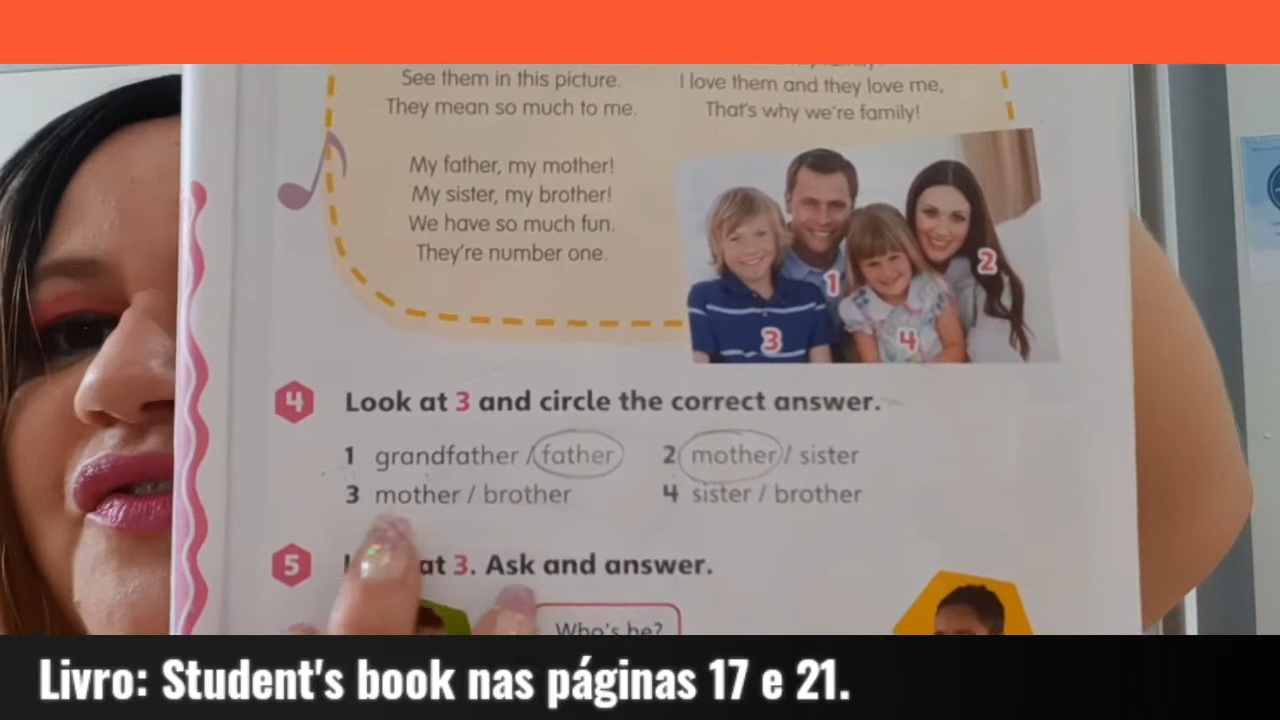 See them in this picture.
They mean so much to me.
I love them and they love me,
That's why we're family!
My father, my mother!
My sister, my brother!
We have so much fun.
They're number one.
1
2
3
4
4 Look at 3 and circle the correct answer.
1 grandfather / father
2 mother / sister
3 mother / brother
4 sister / brother
5 at 3. Ask and answer.
Who's he?
Livro: Student's book nas páginas 17 e 21.